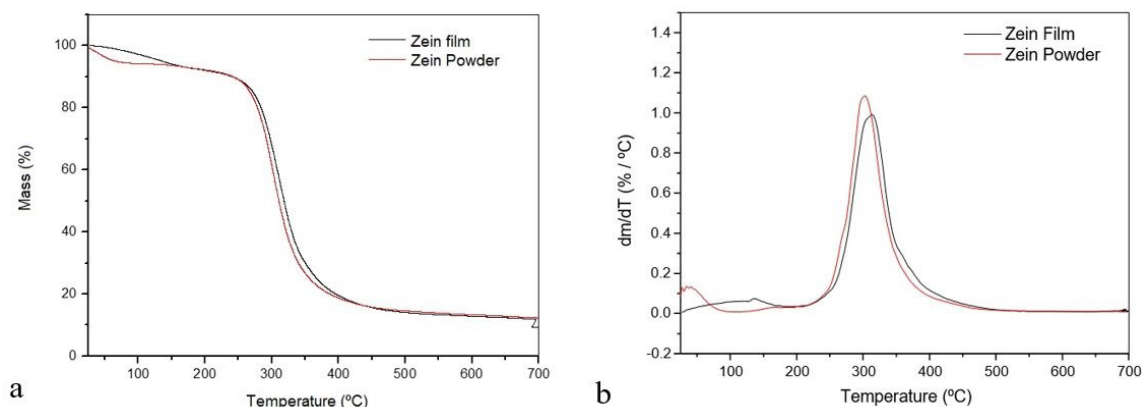 Zein film
Zein Powder
100
80
60
40
20
0
Mass (%)
100 200 300 400 500 600 700
Temperature (ºC)
a
Zein Film
Zein Powder
1.4
1.2
1.0
0.8
0.6
0.4
0.2
0.0
-0.2
dm/dT (% / ºC)
100 200 300 400 500 600 700
Temperature (ºC)
b